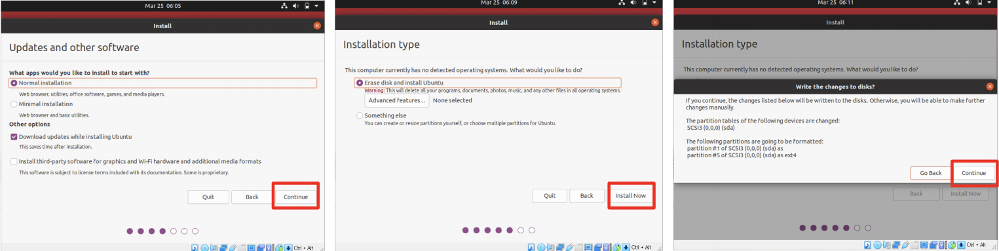 Mar 25 06:05
Install
Updates and other software
What apps would you like to install to start with?
Normal installation
Web browser, utilities, office software, games, and media players.
Minimal installation
Web browser and basic utilities.
Other options
Download updates while installing Ubuntu
This saves time after installation.
Install third-party software for graphics and Wi-Fi hardware and additional media formats
This software is subject to license terms included with its documentation. Some is proprietary.
Quit Back Continue
Ctrl + Alt
Mar 25 06:09
Install
Installation type
This computer currently has no detected operating systems. What would you like to do?
Erase disk and install Ubuntu
Warning: This will delete all your programs, documents, photos, music, and any other files in all operating systems.
Advanced features... None selected
Something else
You can create or resize partitions yourself, or choose multiple partitions for Ubuntu.
Quit Back Install Now
Ctrl + Alt
Mar 25 06:11
Install
Installation type
This computer currently has no detected operating systems. What would you like to do?
Write the changes to disks?
If you continue, the changes listed below will be written to the disks. Otherwise, you will be able to make further
changes manually.
The partition tables of the following devices are changed:
SCSI3 (0,0,0) (sda)
The following partitions are going to be formatted:
partition #1 of SCSI3 (0,0,0) (sda) as
partition #5 of SCSI3 (0,0,0) (sda) as ext4
Go Back Continue
Back Install Now
Ctrl + Alt